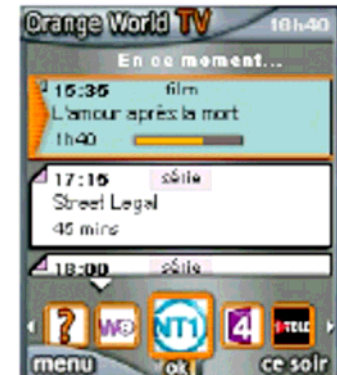 Orange World TV 16h40
En ce moment...
15:35 film
L'amour après la mort
1h40
17:15 série
Street Legal
45 mins
18:00 série
? W9 NT1 4 i-TELE
menu ok ce soir